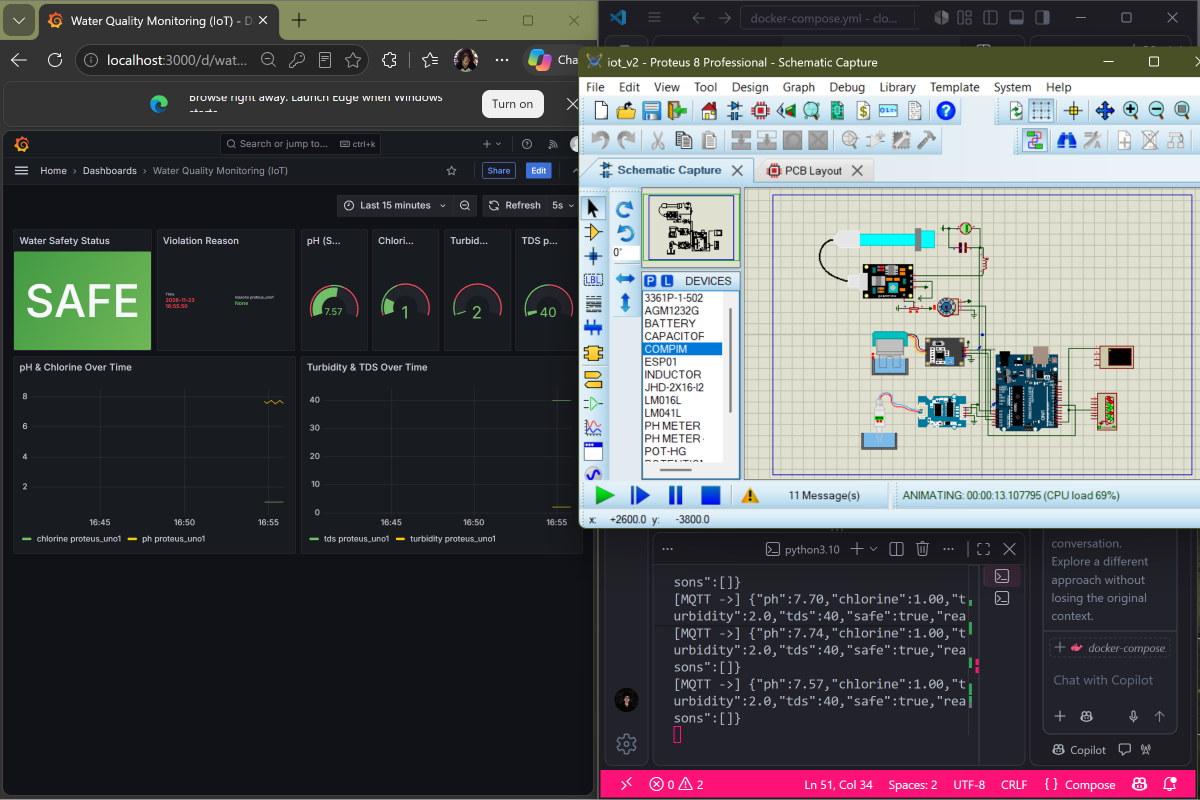 Water Quality Monitoring (IoT) - D
localhost:3000/d/wat...
Cha
Browse right away. Launch Edge when Windows
starts
Turn on
Search or jump to...
ctrl+k
Home
Dashboards
Water Quality Monitoring (IoT)
Share
Edit
Last 15 minutes
Refresh
5s
Water Safety Status
Violation Reason
pH (S...
Chlori...
Turbid...
TDS p...
SAFE
Time
reasons proteus_uno1
None
7.57
1
2
40
pH & Chlorine Over Time
8
6
4
2
16:45
16:50
16:55
chlorine proteus_uno1
ph proteus_uno1
Turbidity & TDS Over Time
40
30
20
10
0
16:45
16:50
16:55
tds proteus_uno1
turbidity proteus_uno1
docker-compose.yml - clo...
iot_v2 - Proteus 8 Professional - Schematic Capture
File Edit View Tool Design Graph Debug Library Template System Help
Schematic Capture
PCB Layout
0°
LBL
P L DEVICES
3361P-1-502
AGM1232G
BATTERY
CAPACITOR
COMPIM
ESP01
INDUCTOR
JHD-2X16-I2
LM016L
LM041L
PH METER
PH METER
POT-HG
11 Message(s)
ANIMATING: 00:00:13.107795 (CPU load 69%)
x: +2600.0 y: -3800.0
python3.10
sons":[]}
[MQTT ->] {"ph":7.70,"chlorine":1.00,"t
urbidity":2.0,"tds":40,"safe":true,"rea
[MQTT ->] {"ph":7.74,"chlorine":1.00,"t
urbidity":2.0,"tds":40,"safe":true,"rea
sons":[]}
[MQTT ->] {"ph":7.57,"chlorine":1.00,"t
urbidity":2.0,"tds":40,"safe":true,"rea
sons":[]}
conversation.
Explore a different
approach without
losing the original
context.
docker-compose.
Chat with Copilot
Copilot
0
2
Ln 51, Col 34
Spaces: 2
UTF-8
CRLF
{ } Compose